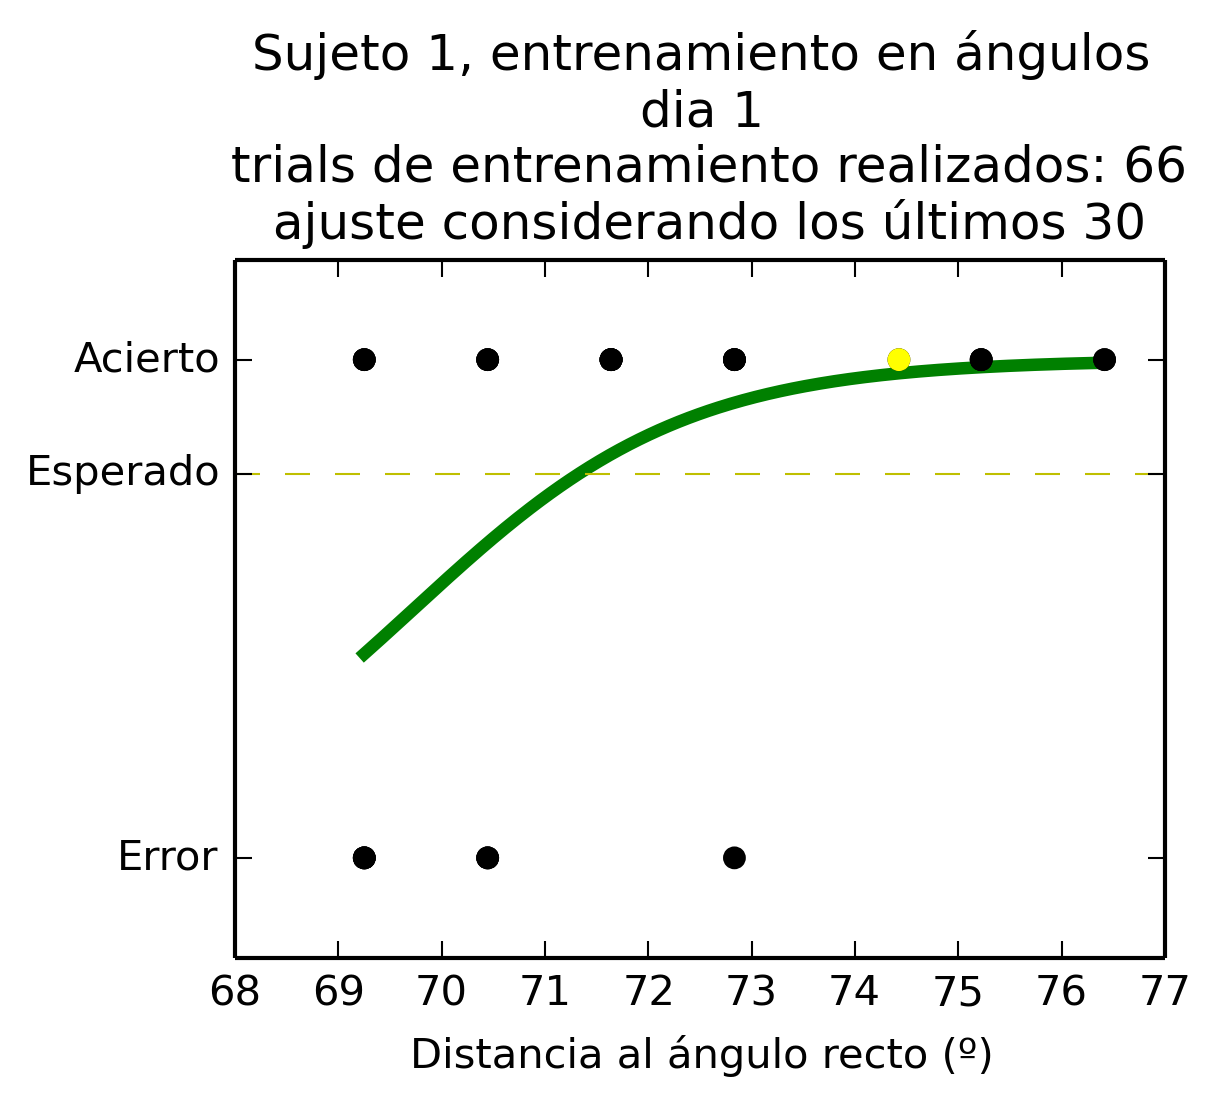 Sujeto 1, entrenamiento en ángulos
dia 1
trials de entrenamiento realizados: 66
ajuste considerando los últimos 30
Acierto
Esperado
Error
68 69 70 71 72 73 74 75 76 77
Distancia al ángulo recto (º)